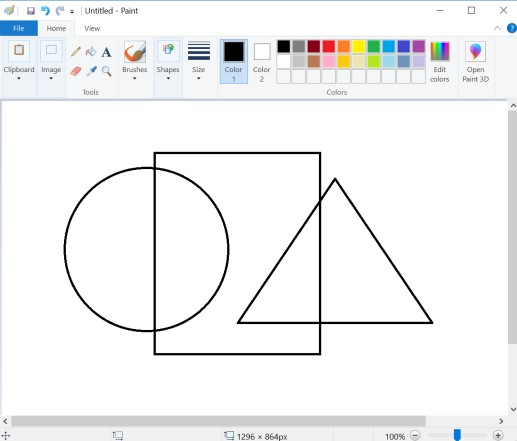 Untitled - Paint
File Home View
Clipboard Image Brushes Shapes Size Color 1 Color 2 Edit colors Open Paint 3D
Tools Colors
1296 × 864px 100%